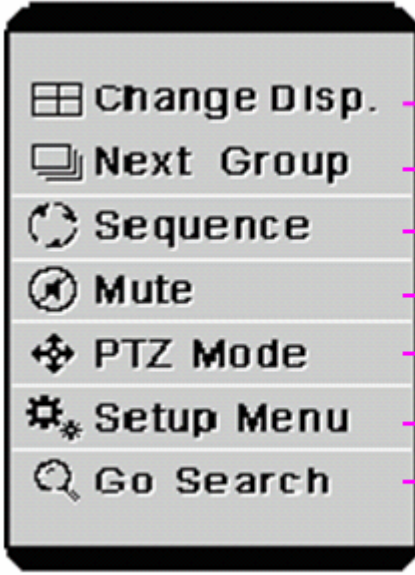 Change Disp.
Next Group
Sequence
Mute
PTZ Mode
Setup Menu
Go Search